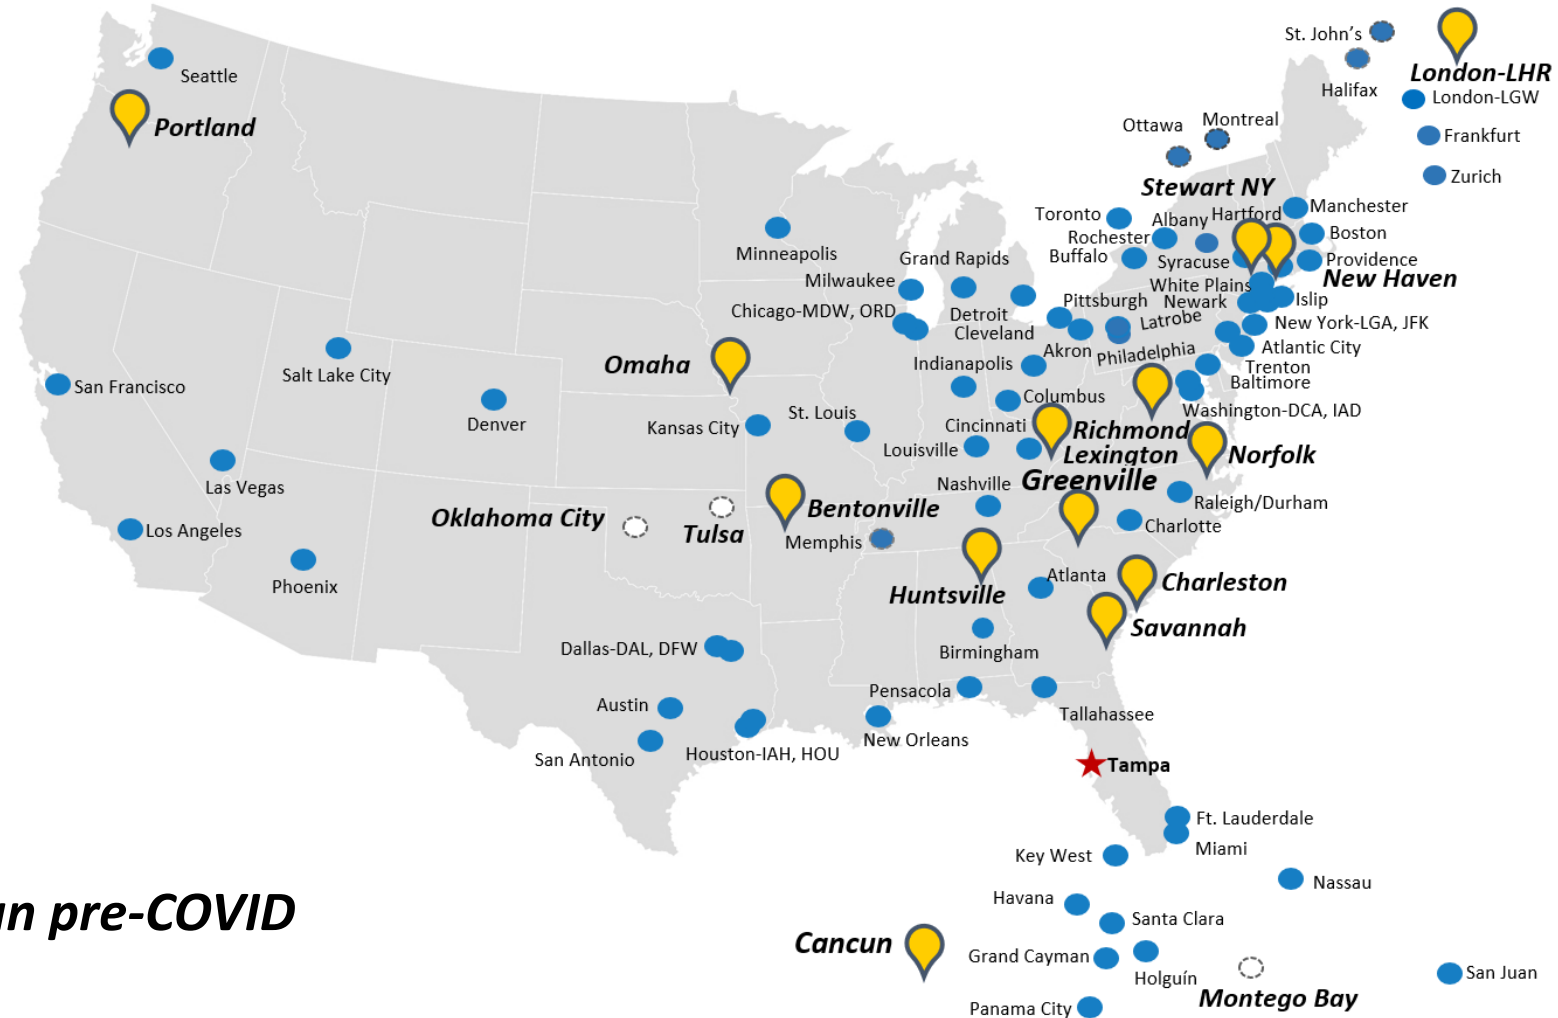 St. John's
London-LHR
Halifax
London-LGW
Seattle
Portland
Ottawa
Montreal
Frankfurt
Zurich
Stewart NY
Toronto
Albany
Hartford
Manchester
Rochester
Boston
Buffalo
Syracuse
Providence
Minneapolis
Grand Rapids
New Haven
Milwaukee
White Plains
Pittsburgh
Newark
Islip
Chicago-MDW, ORD
Detroit
Latrobe
New York-LGA, JFK
Cleveland
Akron
Philadelphia
Atlantic City
Omaha
Indianapolis
Trenton
Salt Lake City
Baltimore
San Francisco
Columbus
Washington-DCA, IAD
Denver
Kansas City
St. Louis
Cincinnati
Richmond
Louisville
Lexington
Norfolk
Las Vegas
Nashville
Greenville
Raleigh/Durham
Oklahoma City
Tulsa
Bentonville
Charlotte
Los Angeles
Memphis
Phoenix
Atlanta
Charleston
Huntsville
Savannah
Dallas-DAL, DFW
Birmingham
Pensacola
Austin
Tallahassee
San Antonio
Houston-IAH, HOU
New Orleans
Tampa
Ft. Lauderdale
Miami
Key West
Nassau
Havana
Santa Clara
pre-COVID
Cancun
Grand Cayman
Holguín
San Juan
Montego Bay
Panama City